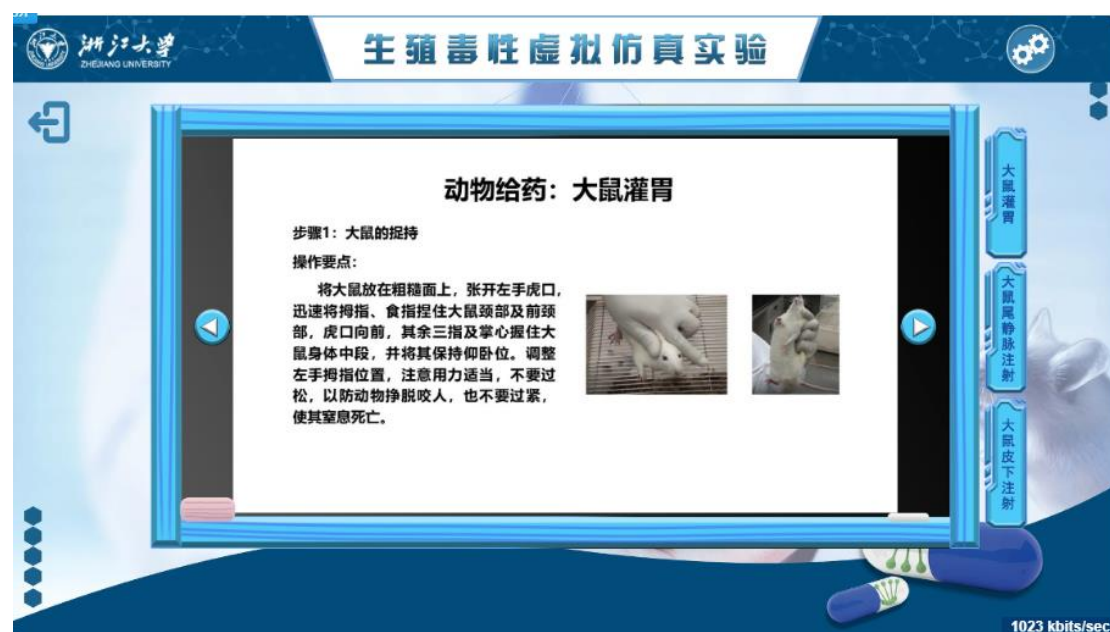 浙江大学
ZHEJIANG UNIVERSITY
生殖毒性虚拟仿真实验
动物给药：大鼠灌胃
步骤1：大鼠的捉持
操作要点：
将大鼠放在粗糙面上，张开左手虎口，
迅速将拇指、食指捏住大鼠颈部及前颈
部，虎口向前，其余三指及掌心握住大
鼠身体中段，并将其保持仰卧位。调整
左手拇指位置，注意用力适当，不要过
松，以防动物挣脱咬人，也不要过紧，
使其窒息死亡。
大鼠灌胃
大鼠尾静脉注射
大鼠皮下注射
1023 kbits/sec